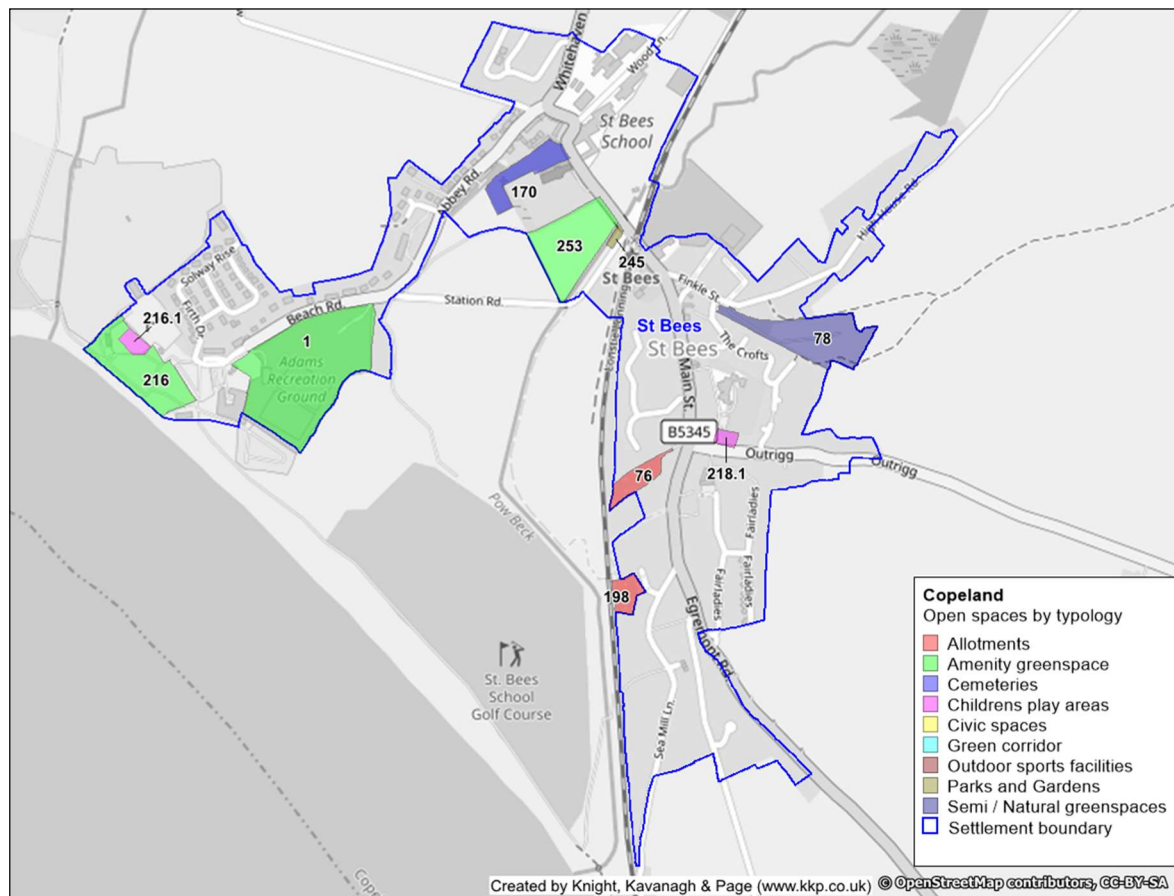 Whitehaven
Wood Ln.
St Bees
School
Abbey Rd.
170
High House Rd.
253
245
St Bees
Solway Rise
Firth Dr.
216.1
Beach Rd.
Station Rd.
Finkle St.
1
Adams
Recreation
Ground
216
St Bees
St Bees
The Crofts
78
Main St.
B5345
Outrigg
Outrigg
218.1
76
Pow Beck
Fairladies
Fairladies
Fairladies
198
Egremont Rd.
St. Bees
School
Golf Course
Sea Mill Ln.
Copeland
Open spaces by typology
Allotments
Amenity greenspace
Cemeteries
Childrens play areas
Civic spaces
Green corridor
Outdoor sports facilities
Parks and Gardens
Semi / Natural greenspaces
Settlement boundary
Created by Knight, Kavanagh & Page (www.kkp.co.uk) © OpenStreetMap contributors, CC-BY-SA